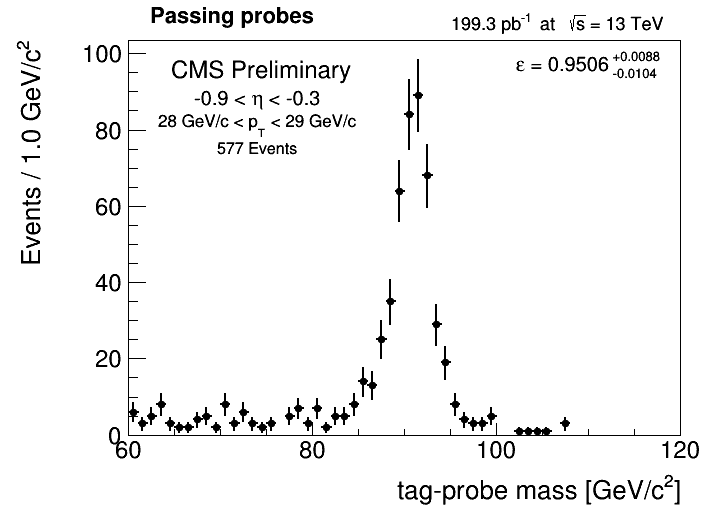 Passing probes
199.3 pb⁻¹ at √s = 13 TeV
CMS Preliminary
-0.9 < η < -0.3
28 GeV/c < p_T < 29 GeV/c
577 Events
ε = 0.9506 +0.0088 -0.0104
Events / 1.0 GeV/c²
100
80
60
40
20
0
60 80 100 120
tag-probe mass [GeV/c²]